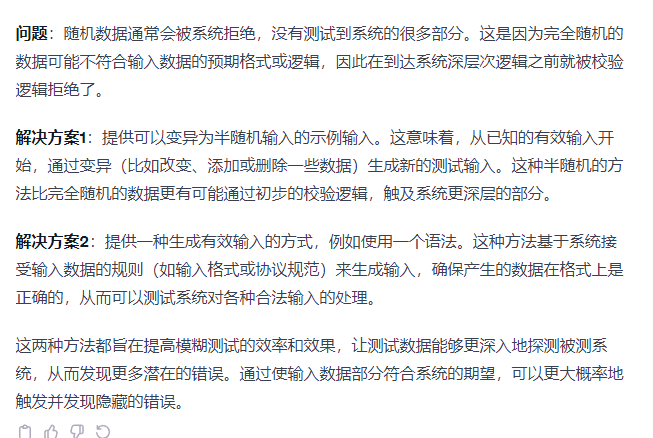 问题：随机数据通常会被系统拒绝，没有测试到系统的很多部分。这是因为完全随机的
数据可能不符合输入数据的预期格式或逻辑，因此在到达系统深层次逻辑之前就被校验
逻辑拒绝了。
解决方案1：提供可以变异为半随机输入的示例输入。这意味着，从已知的有效输入开
始，通过变异（比如改变、添加或删除一些数据）生成新的测试输入。这种半随机的方
法比完全随机的数据更有可能通过初步的校验逻辑，触及系统更深层的部分。
解决方案2：提供一种生成有效输入的方式，例如使用一个语法。这种方法基于系统接
受输入数据的规则（如输入格式或协议规范）来生成输入，确保产生的数据在格式上是
正确的，从而可以测试系统对各种合法输入的处理。
这两种方法都旨在提高模糊测试的效率和效果，让测试数据能够更深入地探测被测系
统，从而发现更多潜在的错误。通过使输入数据部分符合系统的期望，可以更大概率地
触发并发现隐藏的错误。